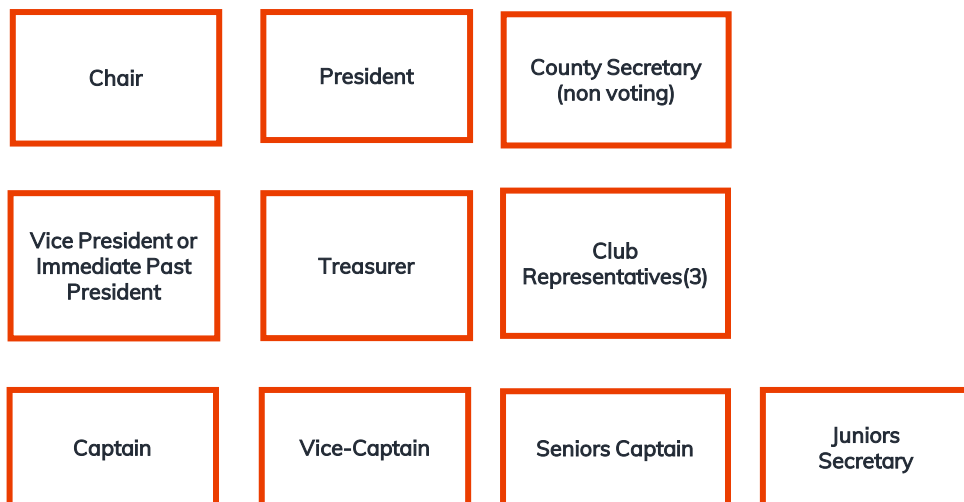 Chair
President
County Secretary
(non voting)
Vice President or
Immediate Past
President
Treasurer
Club
Representatives(3)
Captain
Vice-Captain
Seniors Captain
Juniors
Secretary